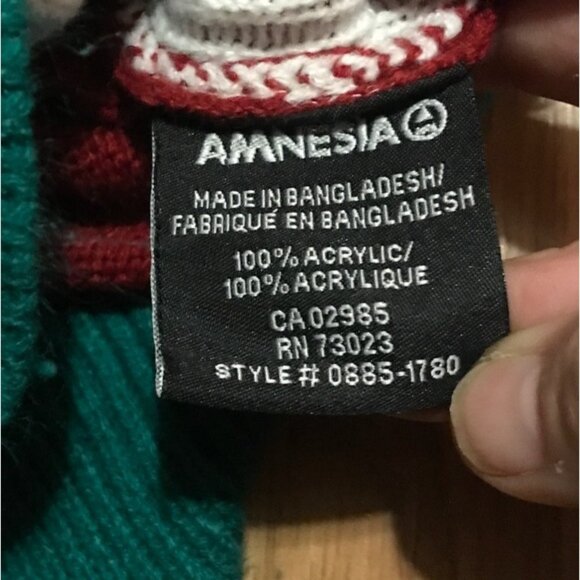 AMNESIA
MADE IN BANGLADESH/
FABRIQUÉ EN BANGLADESH
100% ACRYLIC/
100% ACRYLIQUE
CA 02985
RN 73023
STYLE # 0885-1780